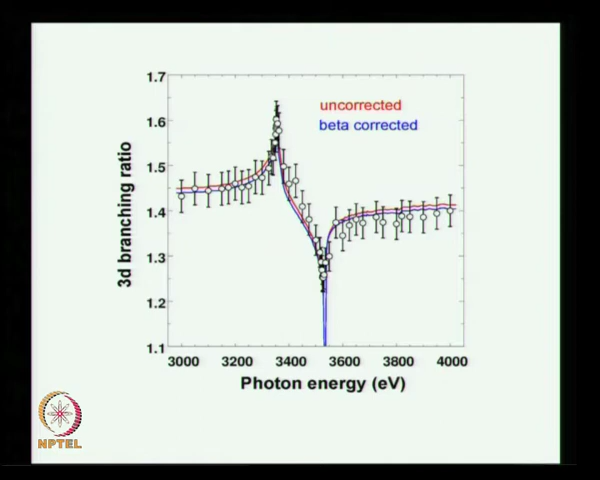 1.7
uncorrected
beta corrected
1.6
1.5
1.4
1.3
1.2
1.1
3d branching ratio
3000 3200 3400 3600 3800 4000
Photon energy (eV)
NPTEL